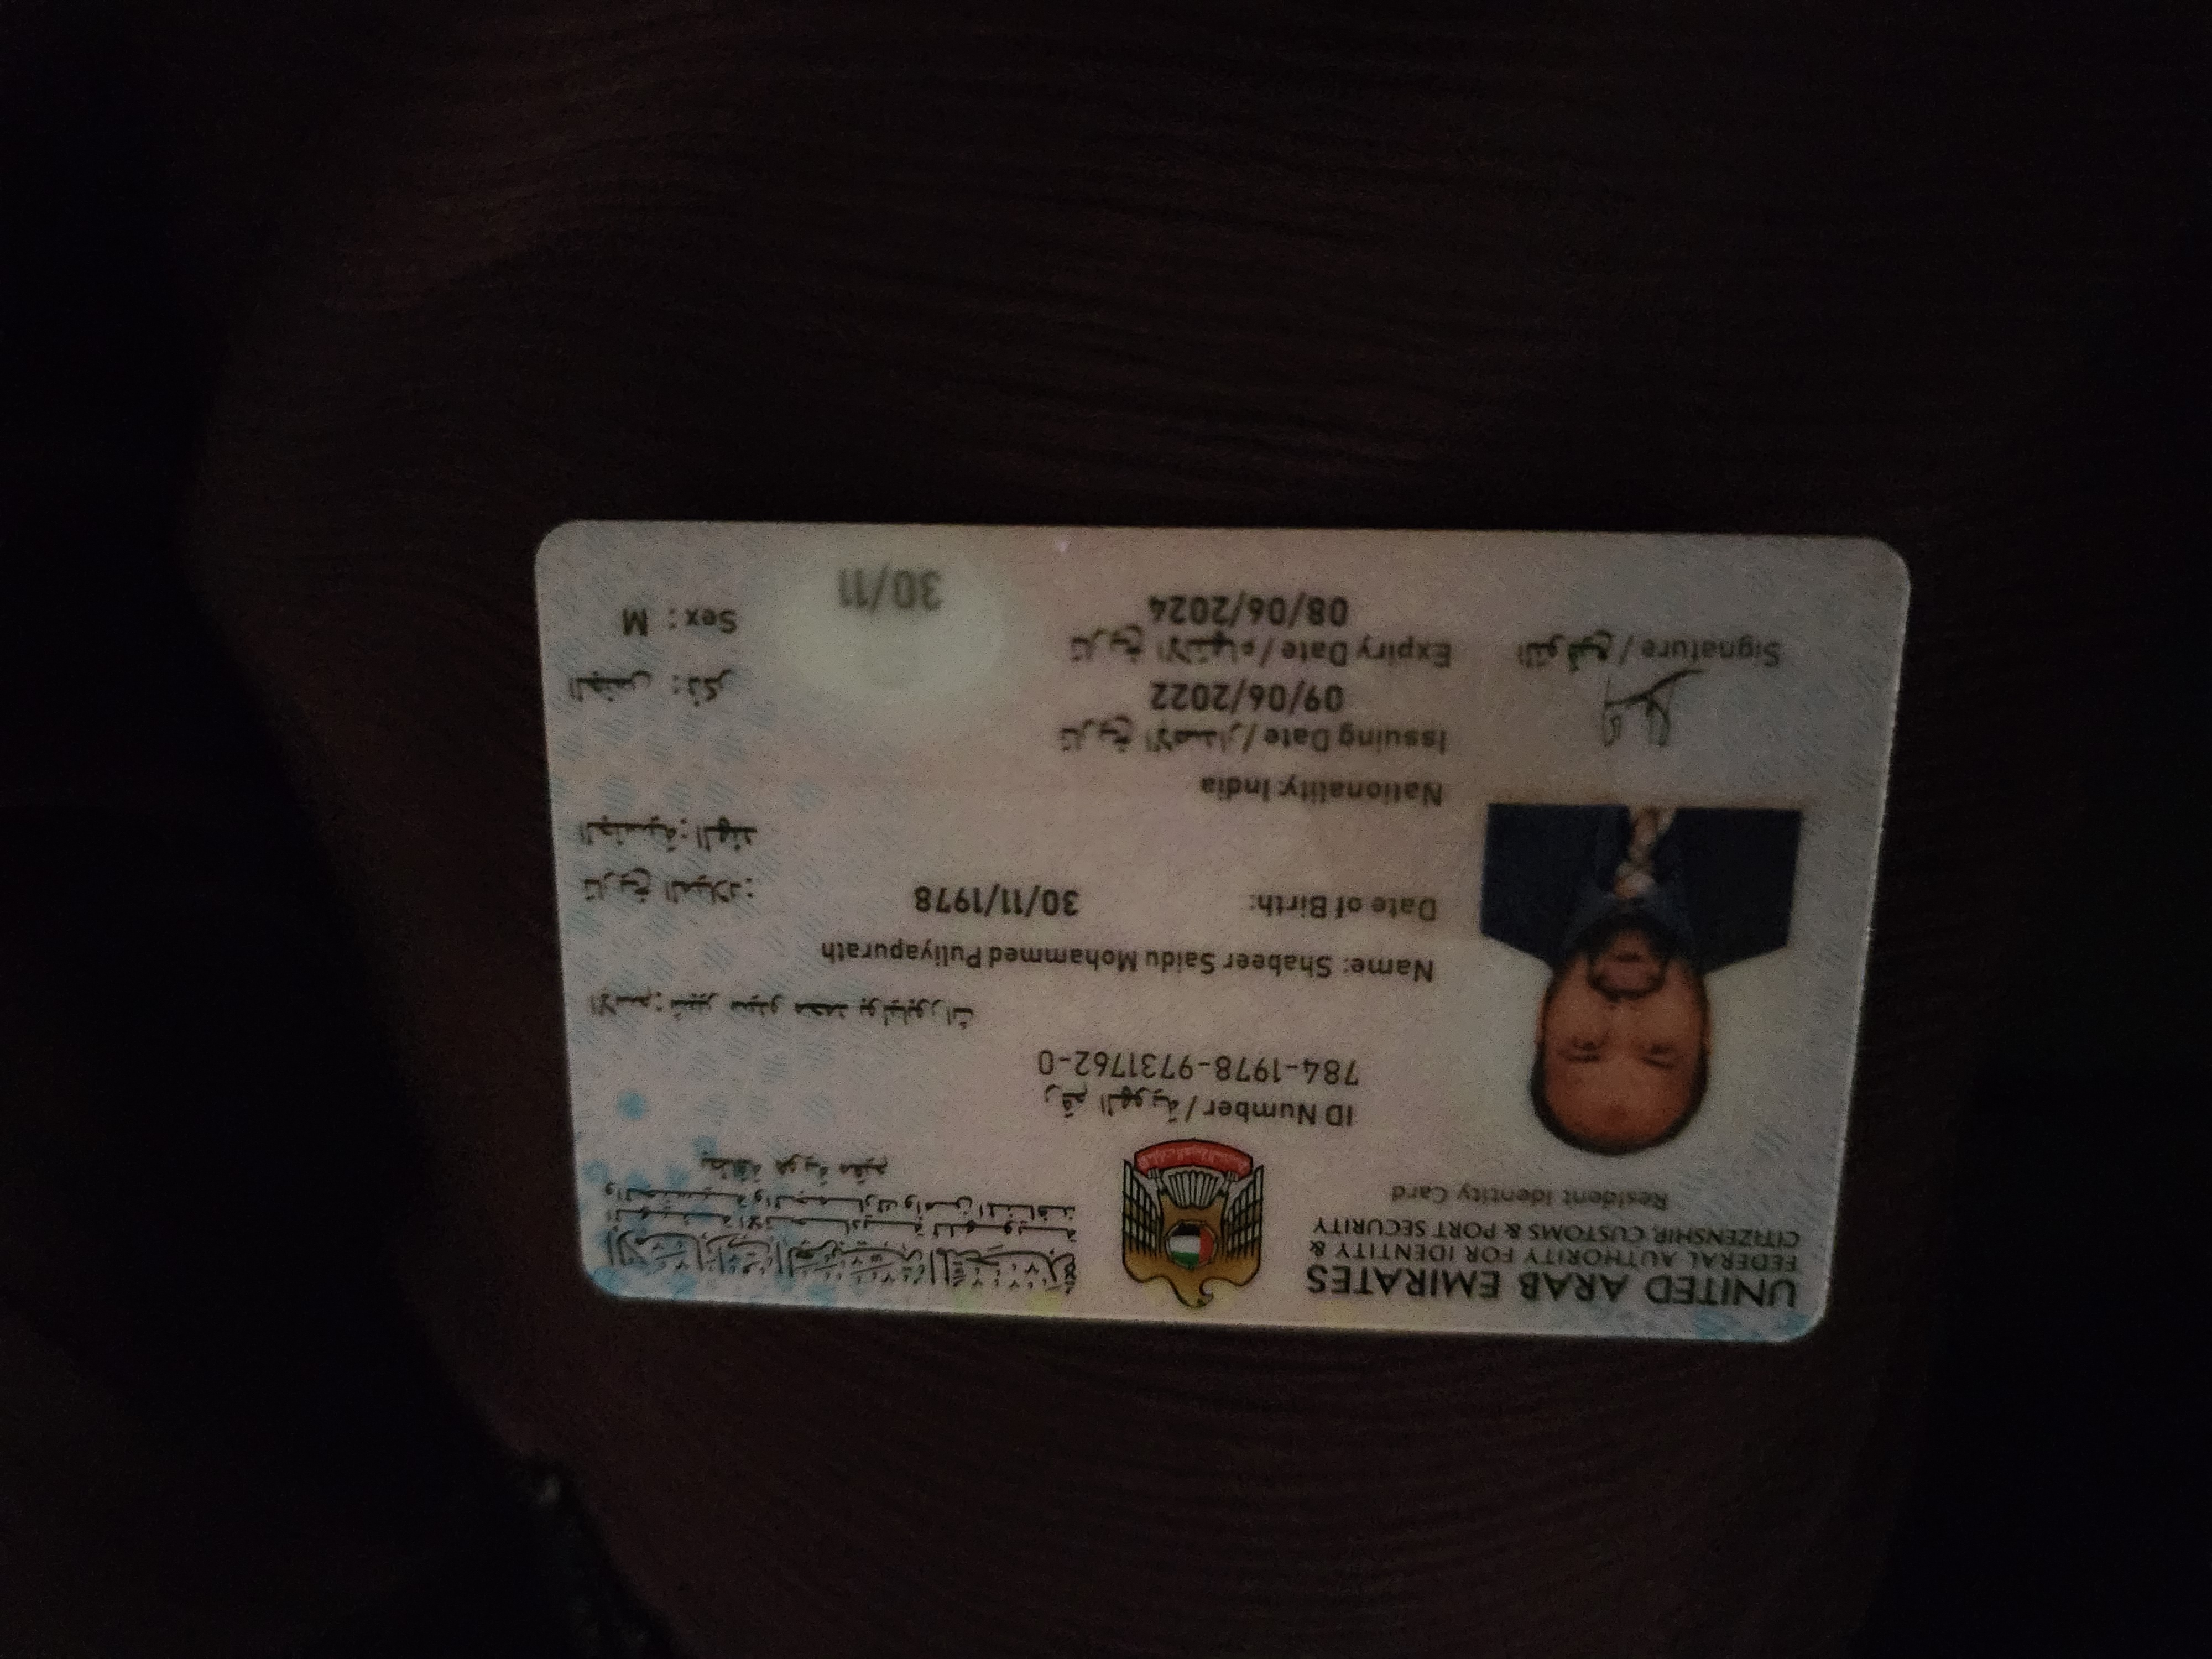 UNITED ARAB EMIRATES
FEDERAL AUTHORITY FOR IDENTITY &
CITIZENSHIP, CUSTOMS & PORT SECURITY
Resident Identity Card
الإمارات العربية المتحدة
الهيئة الاتحادية للهوية
والجنسية والجمارك وأمن المنافذ
بطاقة هوية مقيم
ID Number / رقم الهوية
784-1978-9731762-0
الإسم: شبير سيدو محمد بوليابوراث
Name: Shabeer Saidu Mohammed Puliyapurath
Date of Birth: 30/11/1978 تاريخ الميلاد:
الجنسية: الهند
Nationality: India
Issuing Date / تاريخ الاصدار
09/06/2022
Expiry Date / تاريخ الانتهاء
08/06/2024
الجنس : ذكر
Sex : M
30/11
Signature / التوقيع